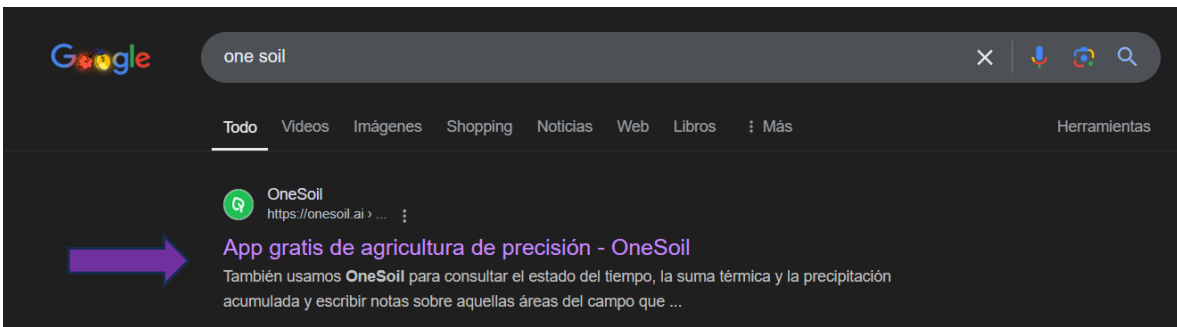 Google
one soil
Todo Videos Imágenes Shopping Noticias Web Libros Más Herramientas
OneSoil
https://onesoil.ai › ...
App gratis de agricultura de precisión - OneSoil
También usamos OneSoil para consultar el estado del tiempo, la suma térmica y la precipitación
acumulada y escribir notas sobre aquellas áreas del campo que ...